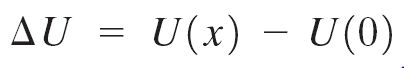 ΔU = U(x) − U(0)